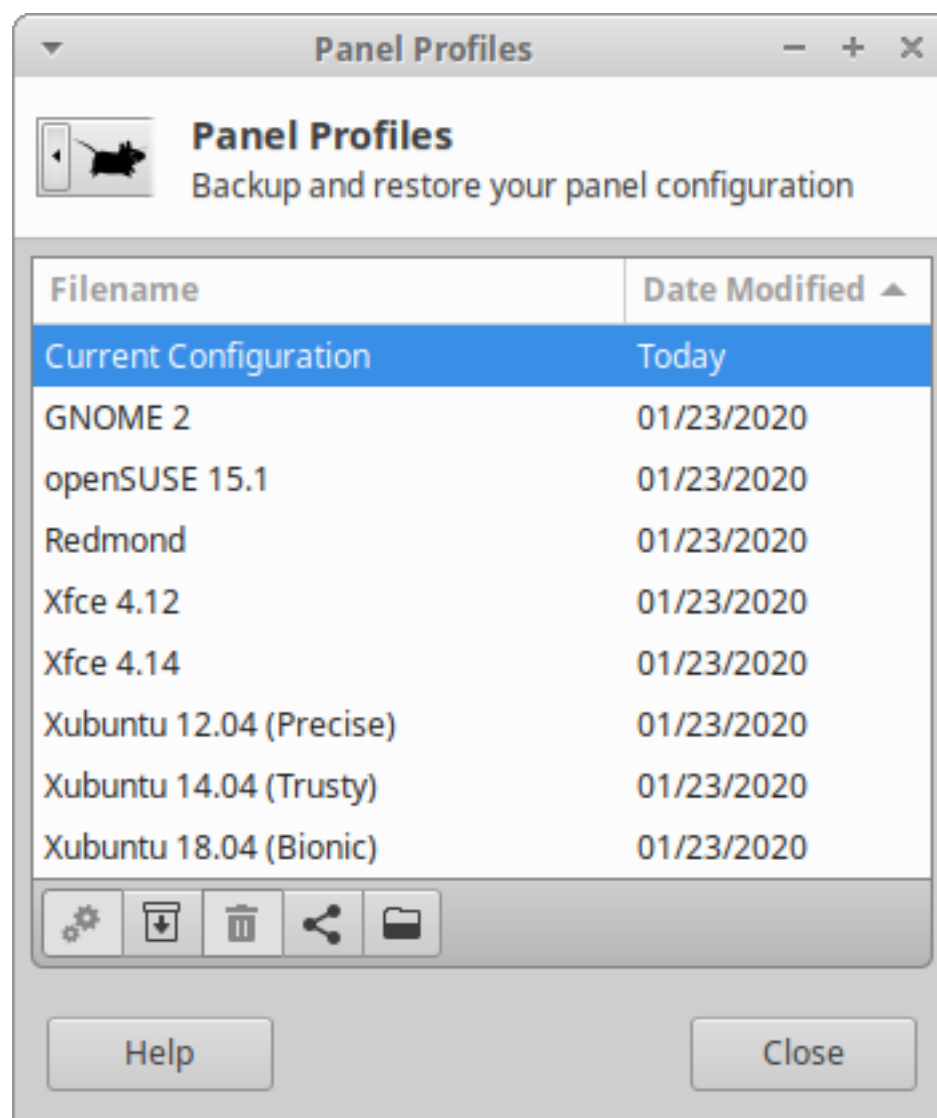 Panel Profiles
Panel Profiles
Backup and restore your panel configuration
Filename Date Modified
Current Configuration Today
GNOME 2 01/23/2020
openSUSE 15.1 01/23/2020
Redmond 01/23/2020
Xfce 4.12 01/23/2020
Xfce 4.14 01/23/2020
Xubuntu 12.04 (Precise) 01/23/2020
Xubuntu 14.04 (Trusty) 01/23/2020
Xubuntu 18.04 (Bionic) 01/23/2020
Help Close